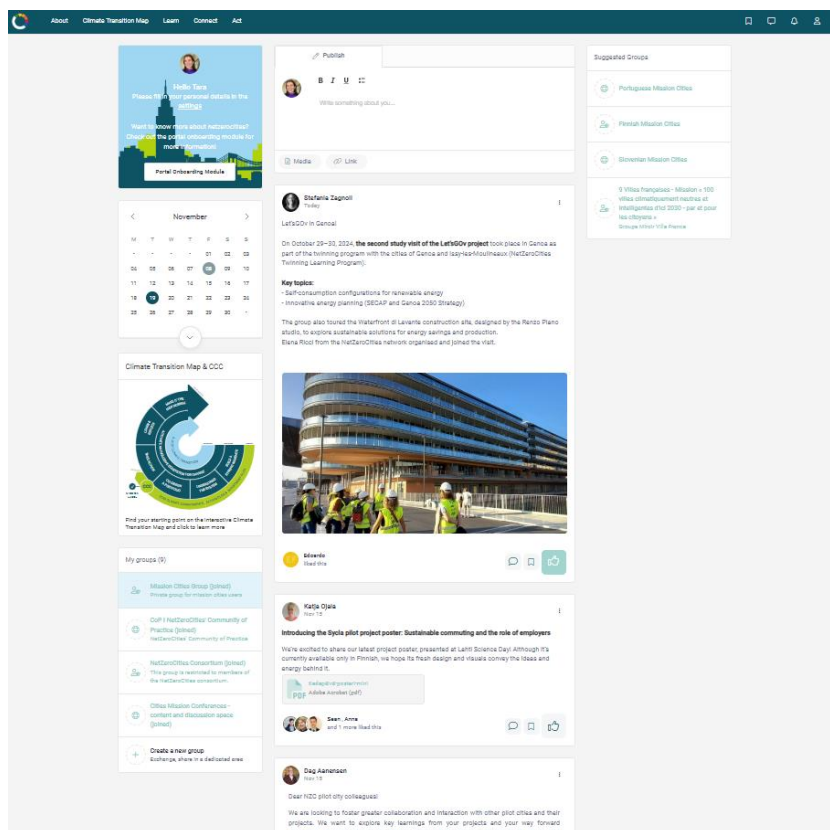 About Climate Transition Map Learn Connect Act
Hello Tara
Please fill in your personal details in the
settings
Want to know more about netzerocities?
Check out the portal onboarding module for
more information!
Portal Onboarding Module
November
M T W T F S S
- - - - 01 02 03
04 05 06 07 08 09 10
11 12 13 14 15 16 17
18 19 20 21 22 23 24
25 26 27 28 29 30 -
Climate Transition Map & CCC
CCC
Find your starting point on the interactive Climate
Transition Map and click to learn more
My groups (9)
Mission Cities Group (joined)
Private group for mission cities users
CoP I NetZeroCities' Community of
Practice (joined)
NetZeroCities' Community of Practice
NetZeroCities Consortium (joined)
This group is restricted to members of
the NetZeroCities consortium.
Cities Mission Conferences -
content and discussion space
(joined)
Create a new group
Exchange, share in a dedicated area
Publish
B I U
Write something about you...
Media Link
Stefania Zagnoli
Today
Let'sGOv in Genoa!
On October 29–30, 2024, the second study visit of the Let'sGOv project took place in Genoa as
part of the twinning program with the cities of Genoa and Issy-les-Moulineaux (NetZeroCities
Twinning Learning Program).
Key topics:
- Self-consumption configurations for renewable energy
- Innovative energy planning (SECAP and Genoa 2050 Strategy)
The group also toured the Waterfront di Levante construction site, designed by the Renzo Piano
studio, to explore sustainable solutions for energy savings and production.
Elena Ricci from the NetZeroCities network organised and joined the visit.
Edoardo
liked this
Katja Ojala
Nov 15
Introducing the Sycla pilot project poster: Sustainable commuting and the role of employers
We're excited to share our latest project poster, presented at Lahti Science Day! Although it's
currently available only in Finnish, we hope its fresh design and visuals convey the ideas and
energy behind it.
PDF
Adobe Acrobat (pdf)
Sean , Anna
and 1 more liked this
Dag Aanensen
Nov 15
Dear NZC pilot city colleagues!
We are looking to foster greater collaboration and interaction with other pilot cities and their
projects. We want to explore key learnings from your projects and your way forward
Suggested Groups
Portuguese Mission Cities
Finnish Mission Cities
Slovenian Mission Cities
9 Villes françaises - Mission « 100
villes climatiquement neutres et
intelligentes d'ici 2030 - par et pour
les citoyens »
Groupe Miroir Ville France